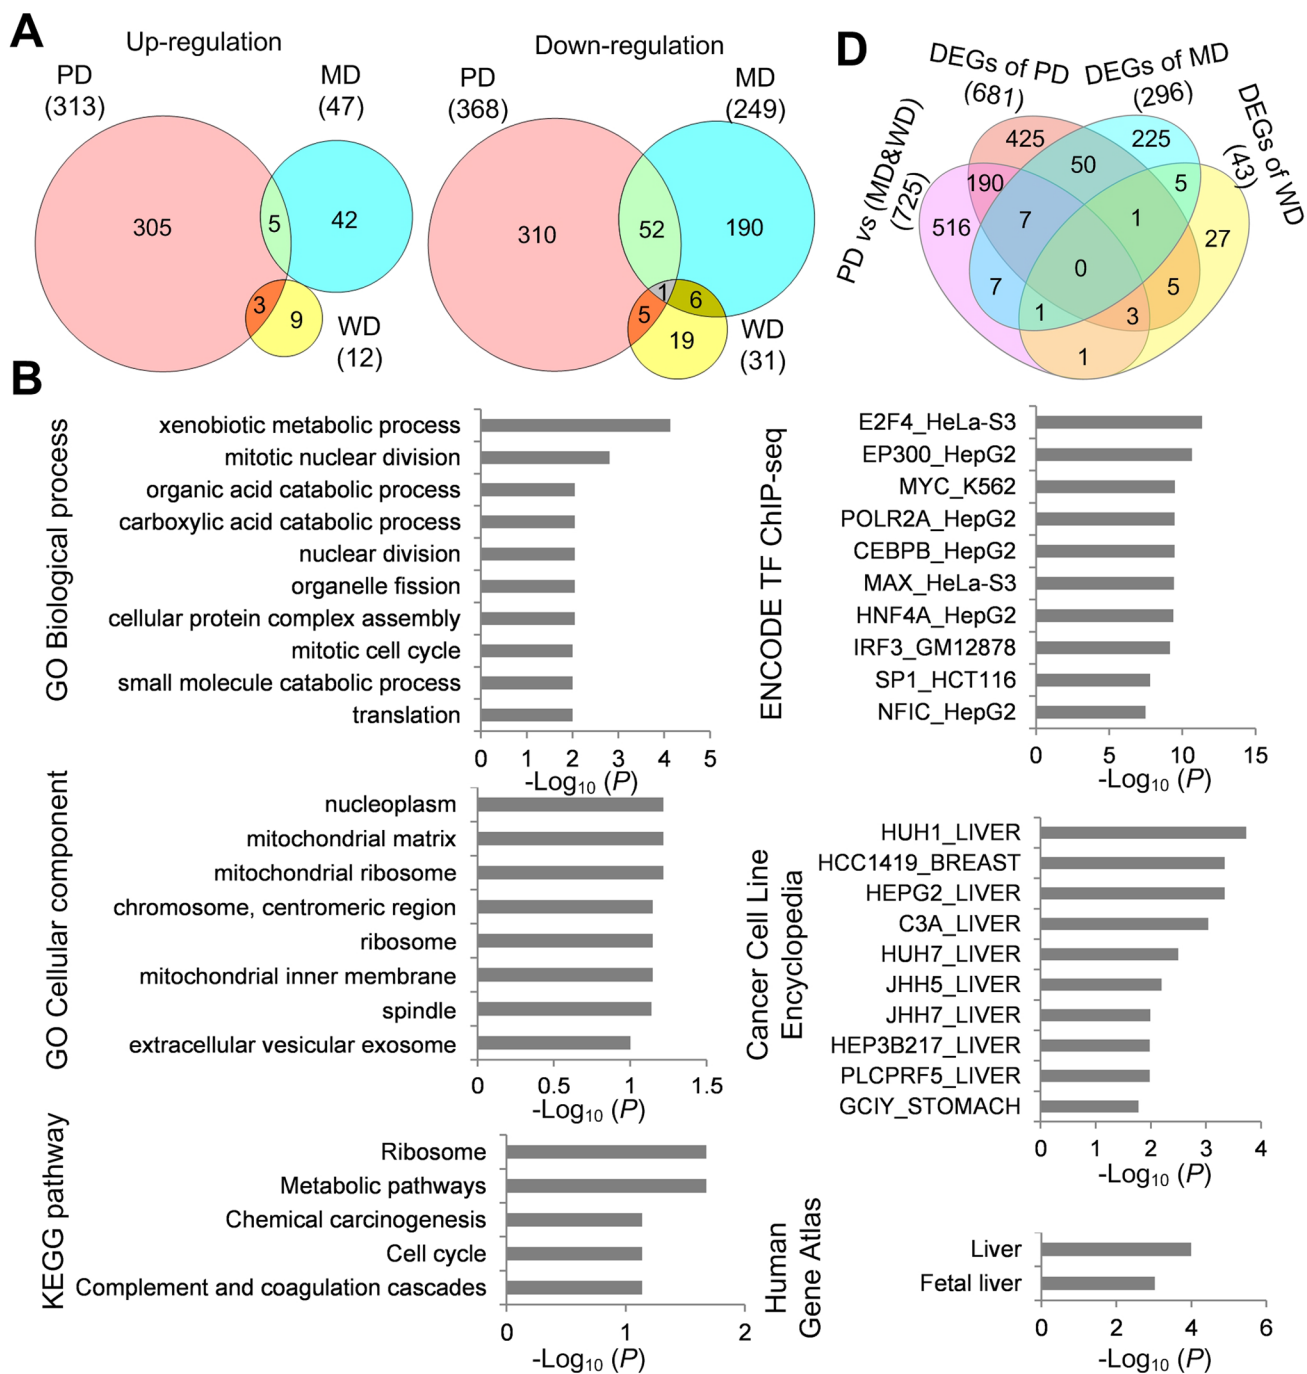 A
Up-regulation
PD
(313)
MD
(47)
305
5
42
3
9
WD
(12)
Down-regulation
PD
(368)
MD
(249)
310
52
190
1
6
5
19
WD
(31)
D
PD vs (MD&WD)
(725)
DEGs of PD
(681)
DEGs of MD
(296)
DEGs of WD
(43)
425
225
50
190
5
516
7
1
27
0
7
5
1
3
1
B
GO Biological process
xenobiotic metabolic process
mitotic nuclear division
organic acid catabolic process
carboxylic acid catabolic process
nuclear division
organelle fission
cellular protein complex assembly
mitotic cell cycle
small molecule catabolic process
translation
0 1 2 3 4 5
-Log10 (P)
GO Cellular component
nucleoplasm
mitochondrial matrix
mitochondrial ribosome
chromosome, centromeric region
ribosome
mitochondrial inner membrane
spindle
extracellular vesicular exosome
0 0.5 1 1.5
-Log10 (P)
KEGG pathway
Ribosome
Metabolic pathways
Chemical carcinogenesis
Cell cycle
Complement and coagulation cascades
0 1 2
-Log10 (P)
ENCODE TF ChIP-seq
E2F4_HeLa-S3
EP300_HepG2
MYC_K562
POLR2A_HepG2
CEBPB_HepG2
MAX_HeLa-S3
HNF4A_HepG2
IRF3_GM12878
SP1_HCT116
NFIC_HepG2
0 5 10 15
-Log10 (P)
Cancer Cell Line
Encyclopedia
HUH1_LIVER
HCC1419_BREAST
HEPG2_LIVER
C3A_LIVER
HUH7_LIVER
JHH5_LIVER
JHH7_LIVER
HEP3B217_LIVER
PLCPRF5_LIVER
GCIY_STOMACH
0 1 2 3 4
-Log10 (P)
Human
Gene Atlas
Liver
Fetal liver
0 2 4 6
-Log10 (P)